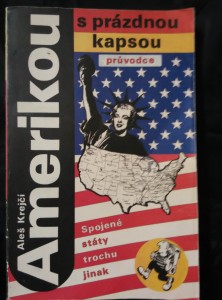 Aleš Krejčí
Amerikou
s prázdnou
kapsou
průvodce
Spojené
státy
trochu
jinak